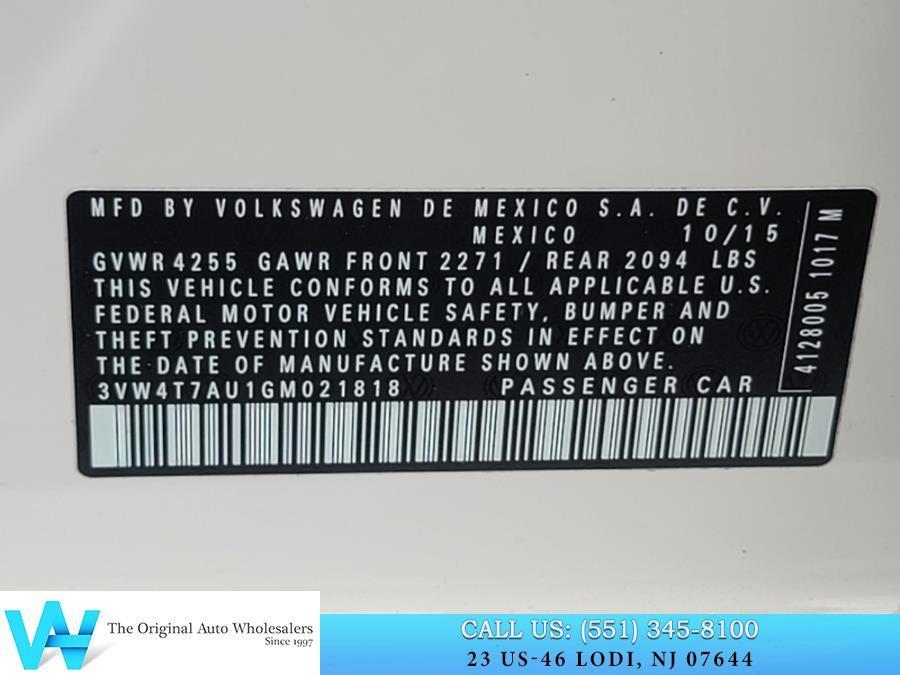 MFD BY VOLKSWAGEN DE MEXICO S.A. DE C.V.
MEXICO 10/15
GVWR 4255 GAWR FRONT 2271 / REAR 2094 LBS
THIS VEHICLE CONFORMS TO ALL APPLICABLE U.S.
FEDERAL MOTOR VEHICLE SAFETY, BUMPER AND
THEFT PREVENTION STANDARDS IN EFFECT ON
THE DATE OF MANUFACTURE SHOWN ABOVE.
3VW4T7AU1GM021818 PASSENGER CAR
4128005 1017 M
The Original Auto Wholesalers
Since 1997
CALL US: (551) 345-8100
23 US-46 LODI, NJ 07644